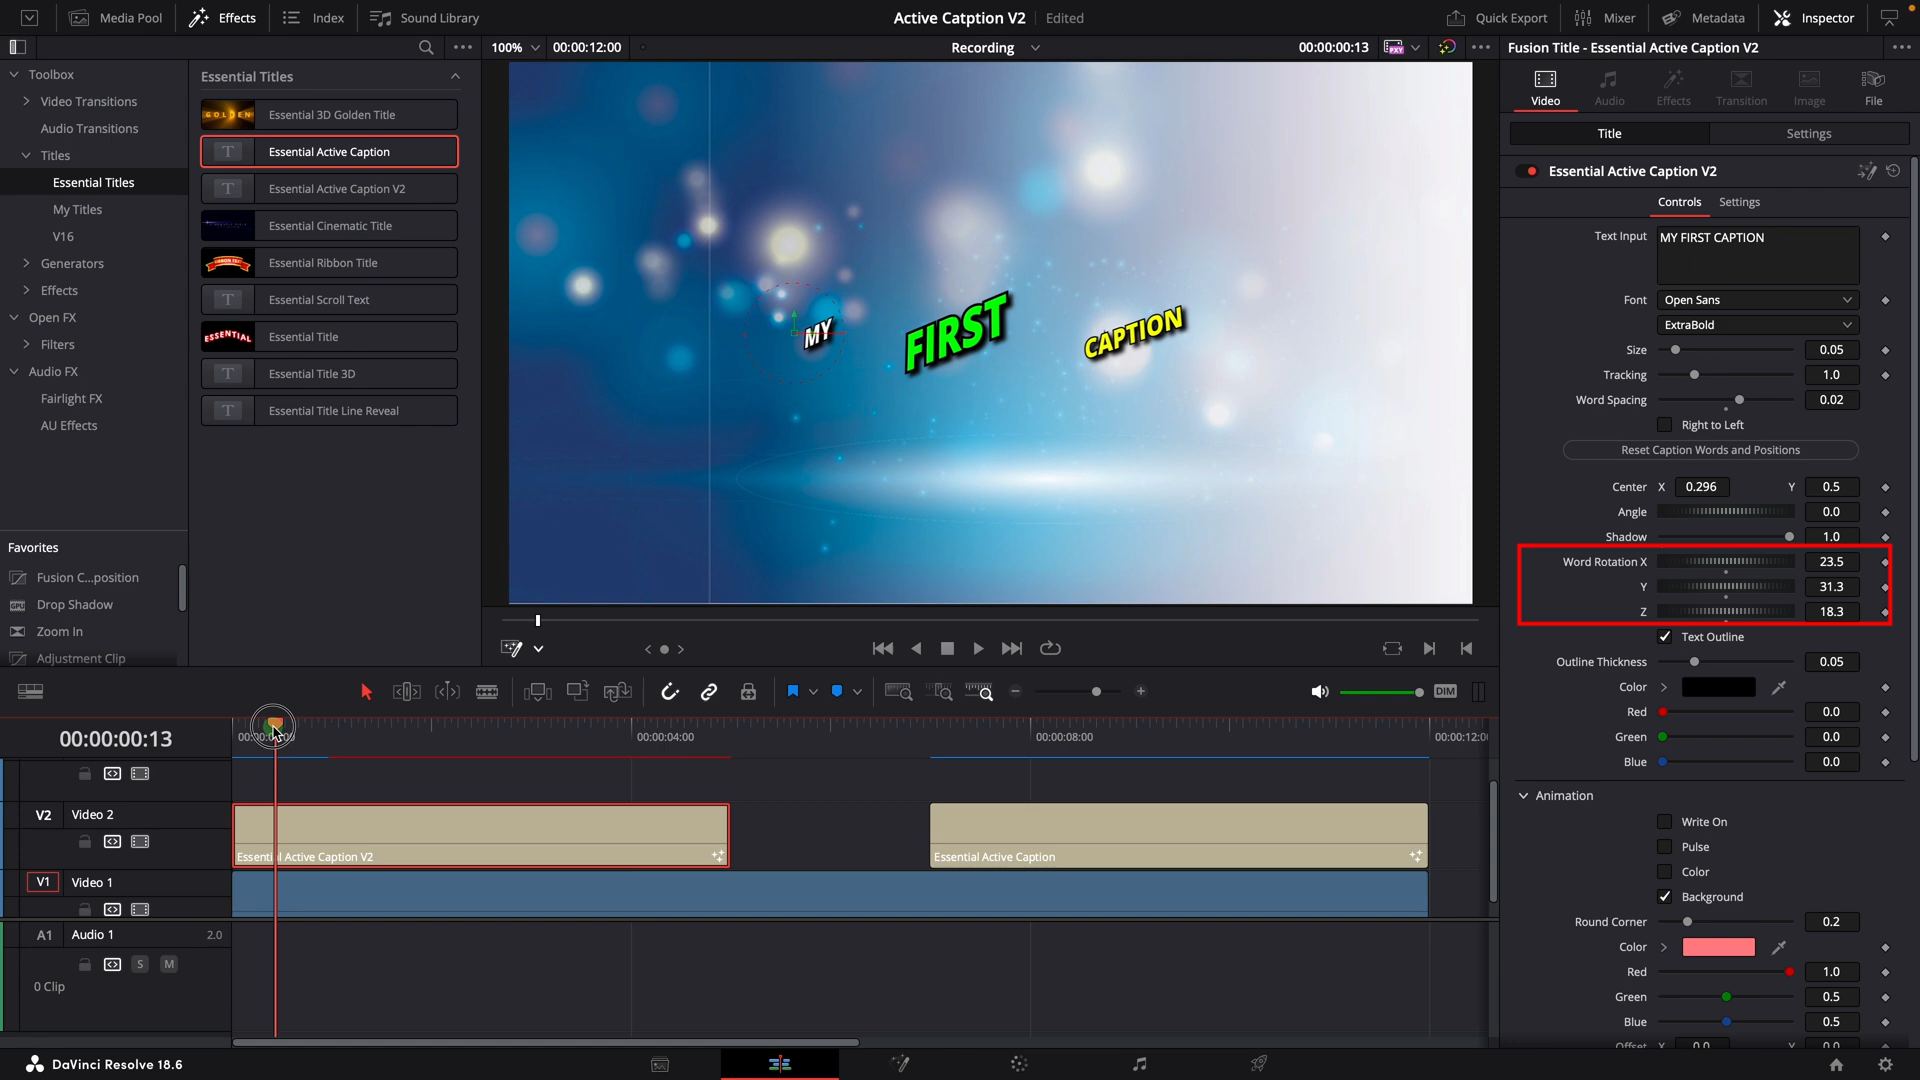 Media Pool Effects Index Sound Library Active Catption V2 Edited Quick Export Mixer Metadata Inspector
100% 00:00:12:00 Recording 00:00:00:13 PXY Fusion Title - Essential Active Caption V2
Toolbox
Video Transitions
Audio Transitions
Titles
Essential Titles
My Titles
V16
Generators
Effects
Open FX
Filters
Audio FX
Fairlight FX
AU Effects
Favorites
Fusion C...position
Drop Shadow
Zoom In
Adjustment Clip
Essential Titles
GOLDEN Essential 3D Golden Title
T Essential Active Caption
T Essential Active Caption V2
Essential Cinematic Title
Essential Ribbon Title
T Essential Scroll Text
ESSENTIAL Essential Title
T Essential Title 3D
T Essential Title Line Reveal
MY FIRST CAPTION
Video Audio Effects Transition Image File
Title Settings
Essential Active Caption V2
Controls Settings
Text Input MY FIRST CAPTION
Font Open Sans
ExtraBold
Size 0.05
Tracking 1.0
Word Spacing 0.02
Right to Left
Reset Caption Words and Positions
Center X 0.296 Y 0.5
Angle 0.0
Shadow 1.0
Word Rotation X 23.5
Y 31.3
Z 18.3
Text Outline
Outline Thickness 0.05
Color
Red 0.0
Green 0.0
Blue 0.0
Animation
Write On
Pulse
Color
Background
Round Corner 0.2
Color
Red 1.0
Green 0.5
Blue 0.5
Offset X 0.0 Y 0.0
DIM
00:00:00:13 00:00:04:00 00:00:08:00
V2 Video 2
Essential Active Caption V2 Essential Active Caption
V1 Video 1
A1 Audio 1 2.0
S M
0 Clip
DaVinci Resolve 18.6